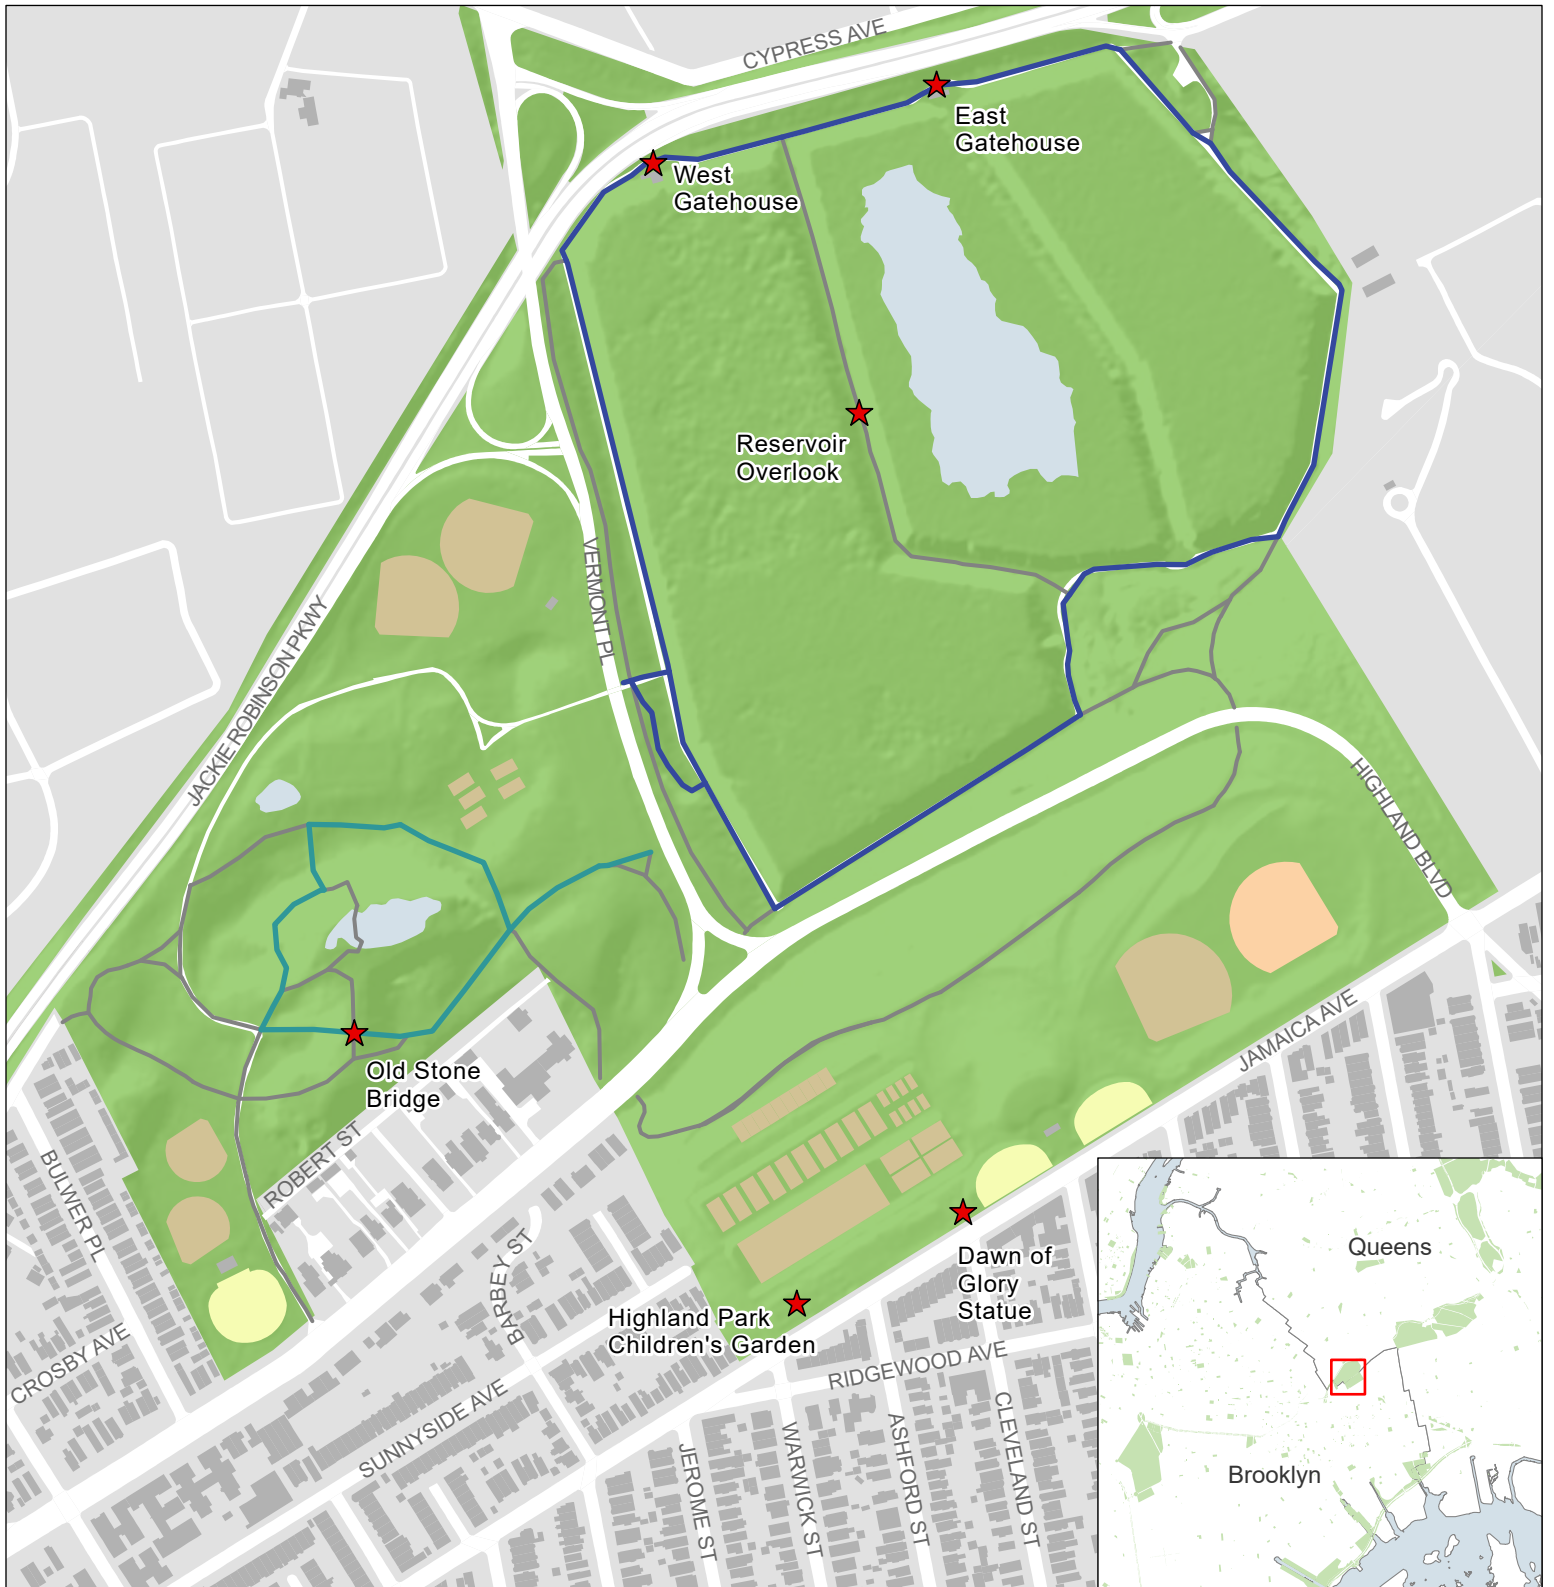 CYPRESS AVE
East
Gatehouse
West
Gatehouse
Reservoir
Overlook
VERMONT PL
JACKIE ROBINSON PKWY
HIGHLAND BLVD
JAMAICA AVE
Old Stone
Bridge
ROBERT ST
BULWER PL
BARBEY ST
CROSBY AVE
SUNNYSIDE AVE
Dawn of
Glory
Statue
Highland Park
Children's Garden
RIDGEWOOD AVE
JEROME ST
WARWICK ST
ASHFORD ST
CLEVELAND ST
Queens
Brooklyn